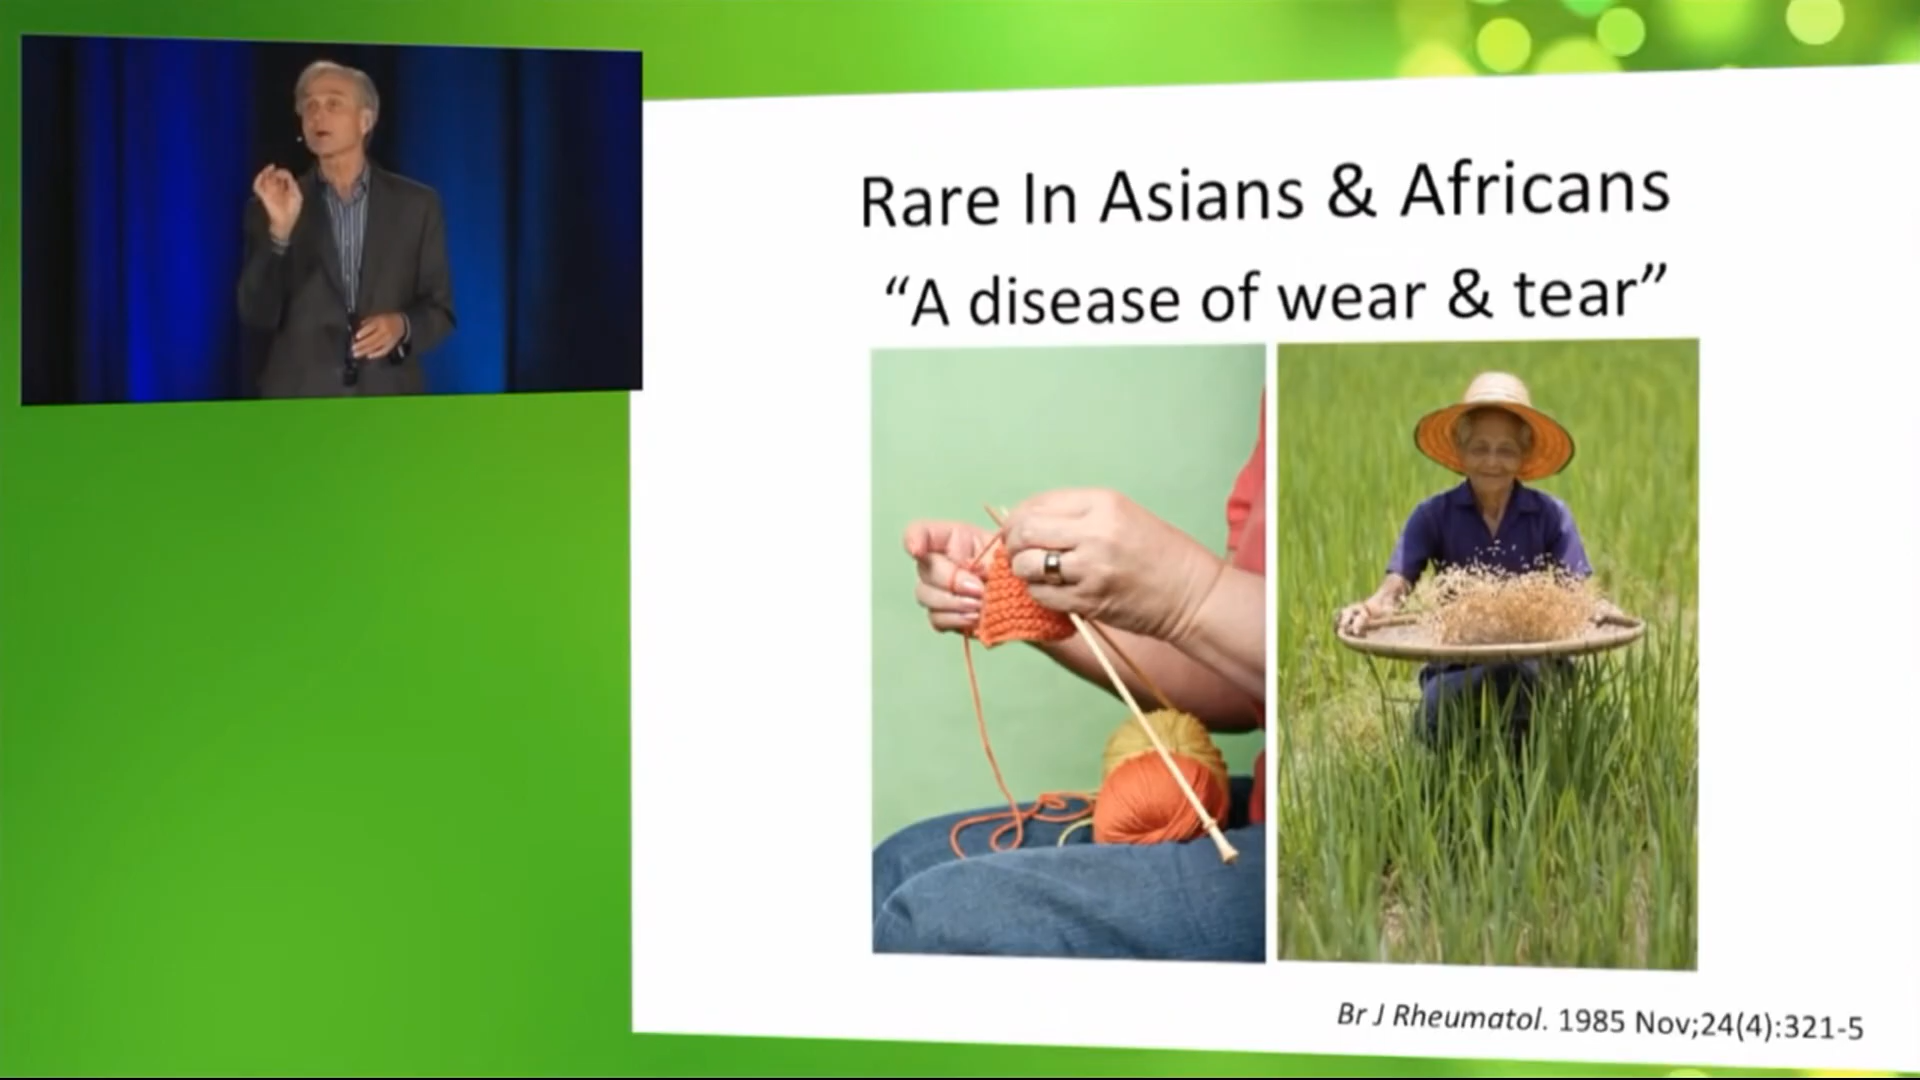 Rare In Asians & Africans
“A disease of wear & tear”
Br J Rheumatol. 1985 Nov;24(4):321-5